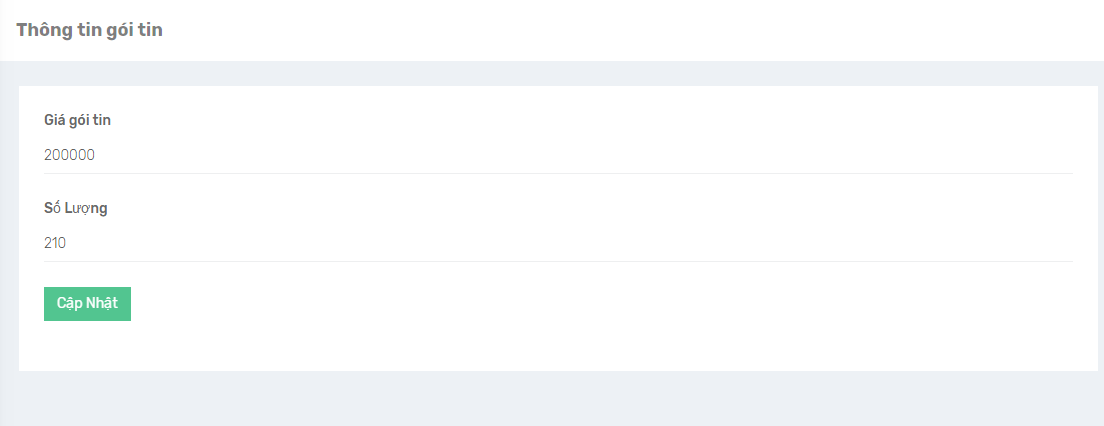 Thông tin gói tin
Giá gói tin
200000
Số Lượng
210
Cập Nhật